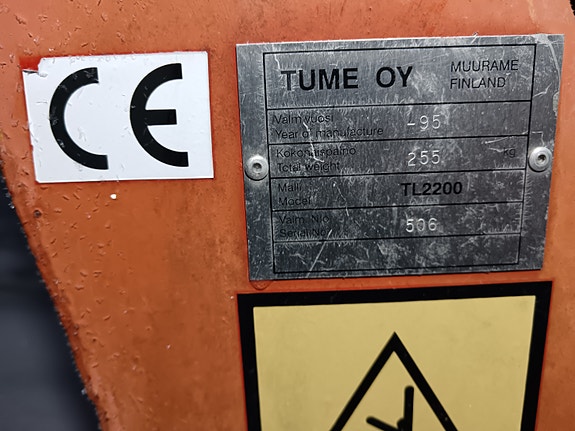 CE
TUME OY
MUURAME
FINLAND
Valm.vuosi
Year of manufacture
-95
Kokonaispaino
Total weight
255 kg
Malli
Model
TL2200
Valm. N:o
Serial No
506